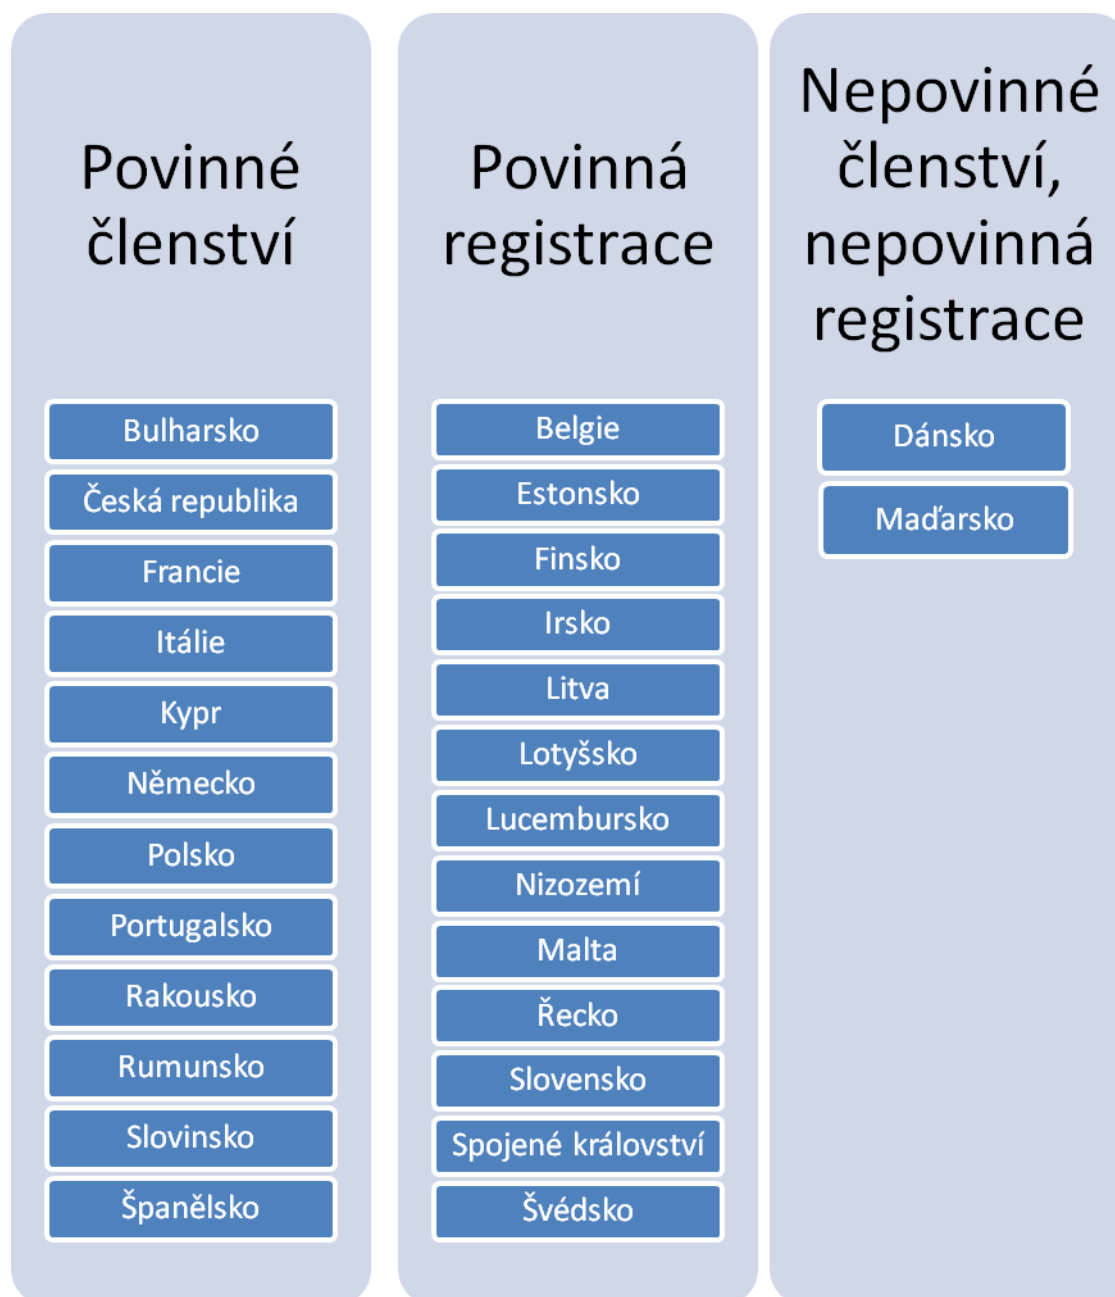 Povinné
členství
Bulharsko
Česká republika
Francie
Itálie
Kypr
Německo
Polsko
Portugalsko
Rakousko
Rumunsko
Slovinsko
Španělsko
Povinná
registrace
Belgie
Estonsko
Finsko
Irsko
Litva
Lotyšsko
Lucembursko
Nizozemí
Malta
Řecko
Slovensko
Spojené království
Švédsko
Nepovinné
členství,
nepovinná
registrace
Dánsko
Maďarsko